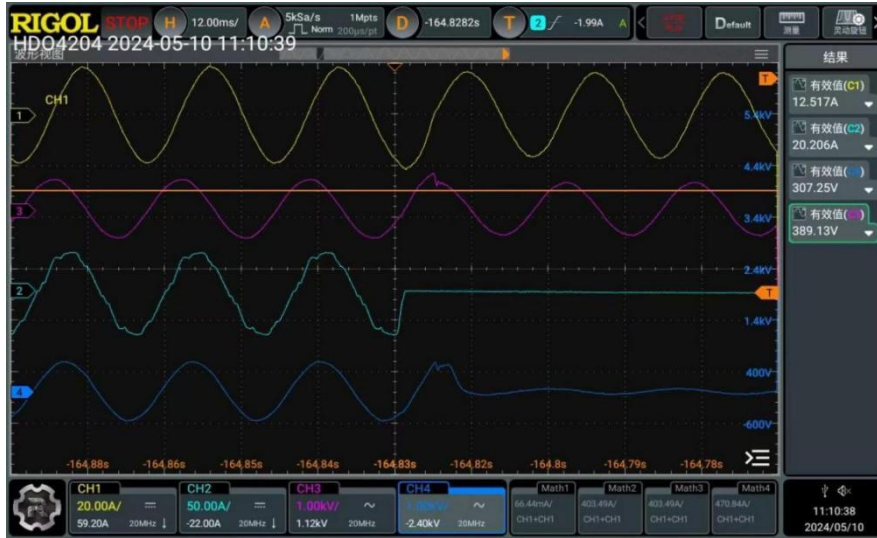 RIGOL STOP H 12.00ms/ A 5kSa/s 1Mpts Norm 200μs/pt D -164.8282s T 2 -1.99A A Default 测量 灵动旋钮
HDO4204 2024-05-10 11:10:39
波形视图
结果
CH1
1
T
5.4kV
4.4kV
3
3.4kV
2.4kV
2
T
1.4kV
400V
4
-600V
-164.88s -164.86s -164.85s -164.84s -164.83s -164.82s -164.8s -164.79s -164.78s
有效值(C1)
12.517A
有效值(C2)
20.206A
有效值(
307.25V
有效值(
389.13V
CH1
20.00A/
59.20A 20MHz
CH2
50.00A/
-22.00A 20MHz
CH3
1.00kV/
1.12kV 20MHz
CH4
-2.40kV 20MHz
Math1
66.44mA/
CH1+CH1
Math2
403.49A/
CH1+CH1
Math3
403.49A/
CH1+CH1
Math4
470.84A/
CH1+CH1
11:10:38
2024/05/10